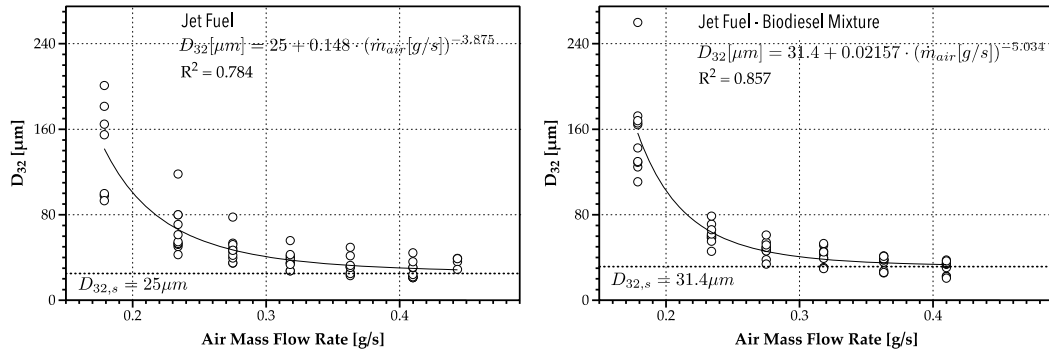 Jet Fuel
D₃₂[μm] = 25 + 0.148 · (ṁ_air[g/s])^−3.875
R² = 0.784
240
160
80
0
D₃₂ [μm]
D₃₂,ₛ = 25μm
0.2 0.3 0.4
Air Mass Flow Rate [g/s]
Jet Fuel - Biodiesel Mixture
D₃₂[μm] = 31.4 + 0.02157 · (ṁ_air[g/s])^−5.034
R² = 0.857
240
160
80
0
D₃₂ [μm]
D₃₂,ₛ = 31.4μm
0.2 0.3 0.4
Air Mass Flow Rate [g/s]